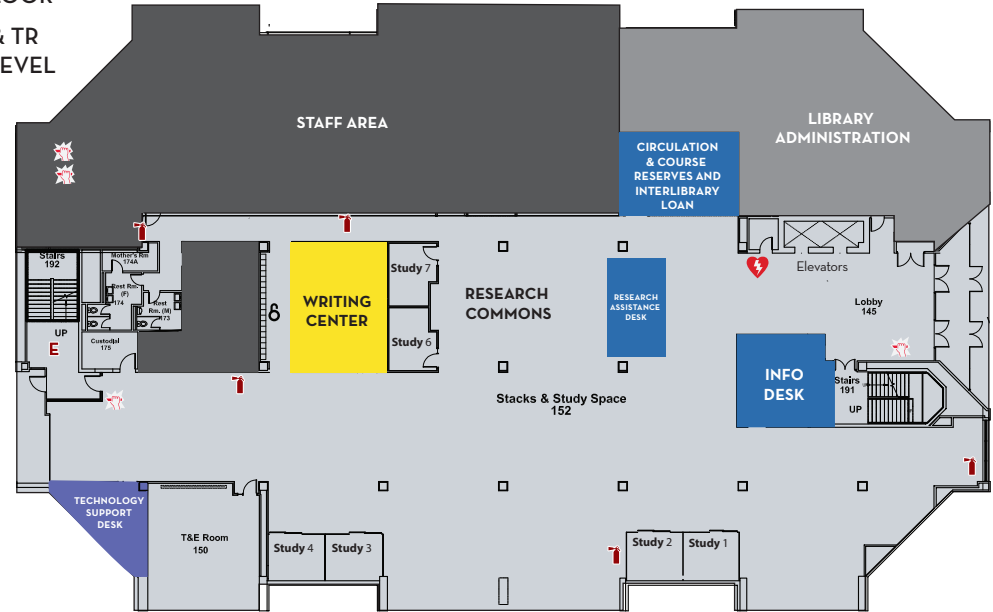 & TR
EVEL
STAFF AREA
LIBRARY
ADMINISTRATION
CIRCULATION
& COURSE
RESERVES AND
INTERLIBRARY
LOAN
Stairs
192
Mother's Rm
174A
Rest Rm.
(F)
174
Rest
Rm. (M)
173
UP
E
Custodial
175
WRITING
CENTER
Study 7
Study 6
RESEARCH
COMMONS
RESEARCH
ASSISTANCE
DESK
Elevators
Lobby
145
INFO
DESK
Stairs
191
UP
Stacks & Study Space
152
TECHNOLOGY
SUPPORT
DESK
T&E Room
150
Study 4
Study 3
Study 2
Study 1